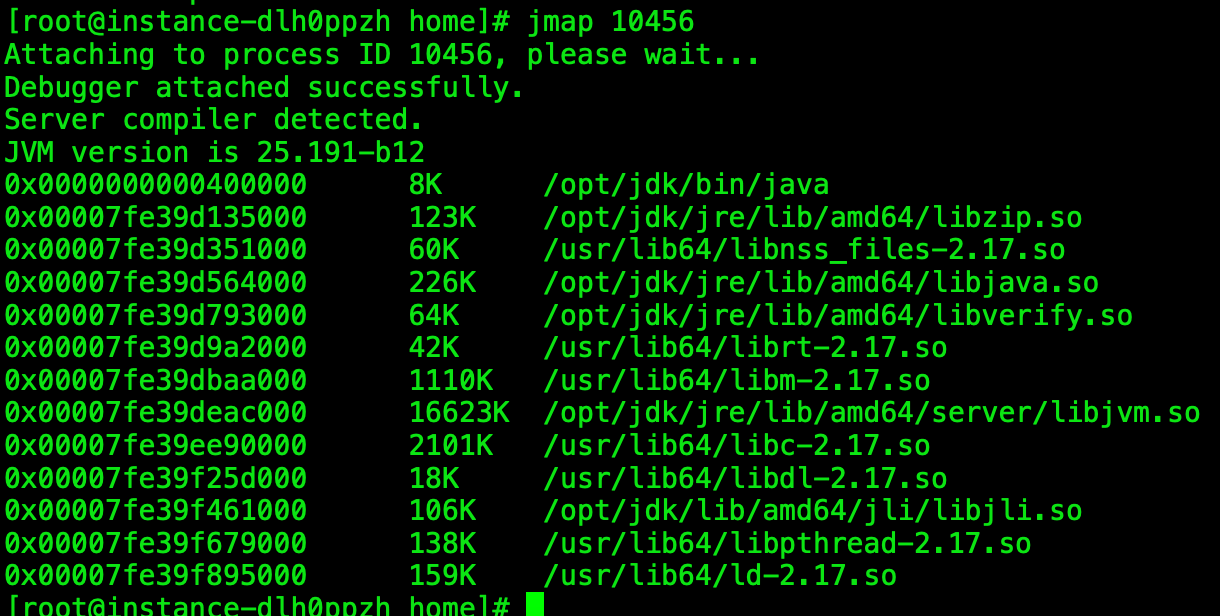 [root@instance-dlh0ppzh home]# jmap 10456
Attaching to process ID 10456, please wait...
Debugger attached successfully.
Server compiler detected.
JVM version is 25.191-b12
0x0000000000400000 8K /opt/jdk/bin/java
0x00007fe39d135000 123K /opt/jdk/jre/lib/amd64/libzip.so
0x00007fe39d351000 60K /usr/lib64/libnss_files-2.17.so
0x00007fe39d564000 226K /opt/jdk/jre/lib/amd64/libjava.so
0x00007fe39d793000 64K /opt/jdk/jre/lib/amd64/libverify.so
0x00007fe39d9a2000 42K /usr/lib64/librt-2.17.so
0x00007fe39dbaa000 1110K /usr/lib64/libm-2.17.so
0x00007fe39deac000 16623K /opt/jdk/jre/lib/amd64/server/libjvm.so
0x00007fe39ee90000 2101K /usr/lib64/libc-2.17.so
0x00007fe39f25d000 18K /usr/lib64/libdl-2.17.so
0x00007fe39f461000 106K /opt/jdk/lib/amd64/jli/libjli.so
0x00007fe39f679000 138K /usr/lib64/libpthread-2.17.so
0x00007fe39f895000 159K /usr/lib64/ld-2.17.so
[root@instance-dlh0ppzh home]#